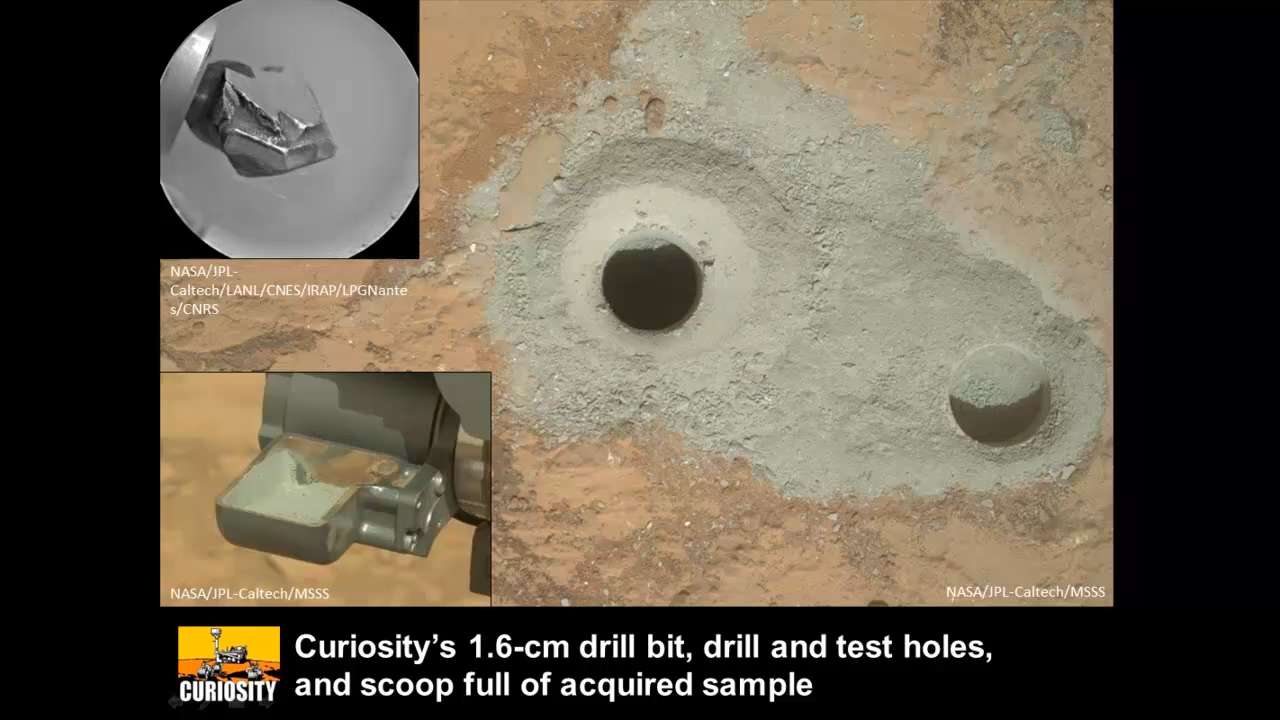 NASA/JPL-
Caltech/LANL/CNES/IRAP/LPGNante
s/CNRS
NASA/JPL-Caltech/MSSS
NASA/JPL-Caltech/MSSS
CURIOSITY
Curiosity’s 1.6-cm drill bit, drill and test holes,
and scoop full of acquired sample